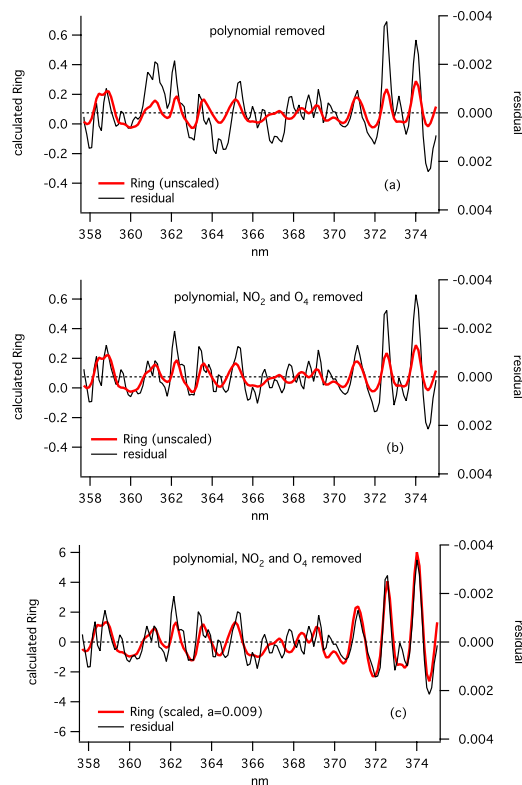 polynomial removed
-0.004
0.6
-0.002
0.4
0.2
0.000
0.0
-0.2
0.002
-0.4
0.004
calculated Ring
residual
Ring (unscaled)
residual
(a)
358 360 362 364 366 368 370 372 374
nm
polynomial, NO2 and O4 removed
-0.004
0.6
-0.002
0.4
0.2
0.000
0.0
-0.2
0.002
-0.4
0.004
calculated Ring
residual
Ring (unscaled)
residual
(b)
358 360 362 364 366 368 370 372 374
nm
polynomial, NO2 and O4 removed
-0.004
6
4
-0.002
2
0
0.000
-2
0.002
-4
-6
0.004
calculated Ring
residual
Ring (scaled, a=0.009)
residual
(c)
358 360 362 364 366 368 370 372 374
nm